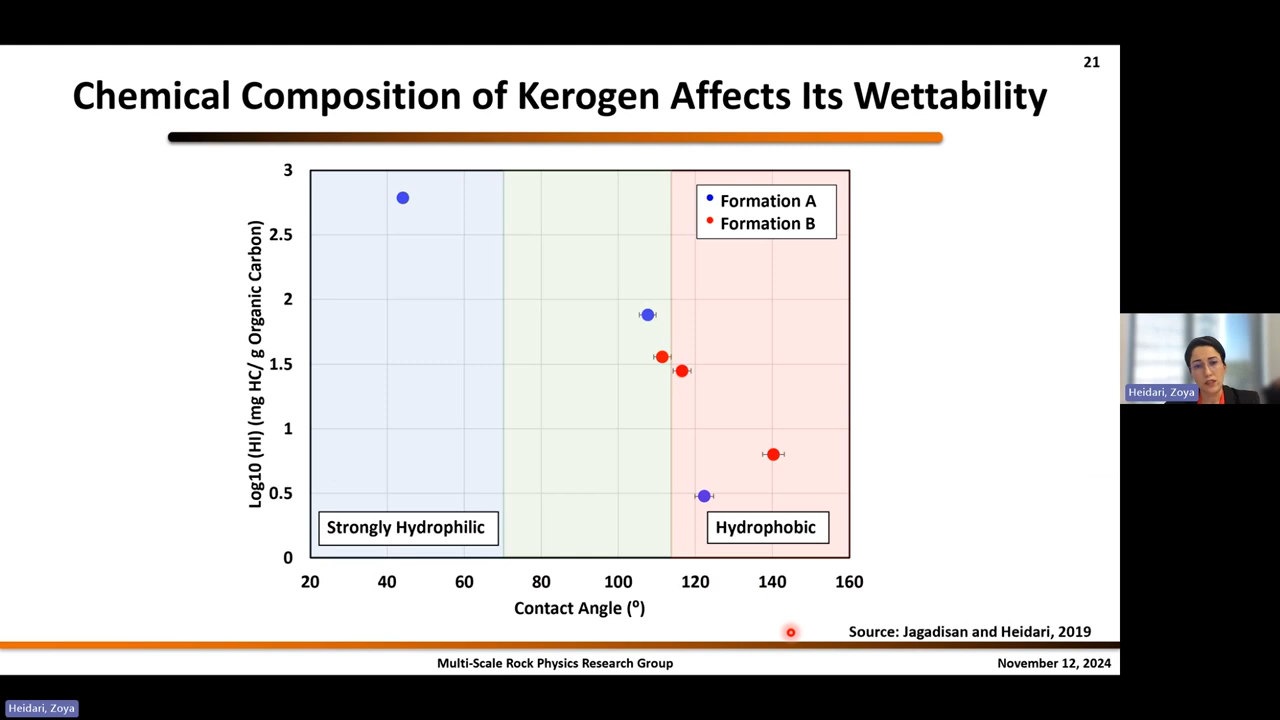 21
Chemical Composition of Kerogen Affects Its Wettability
3
2.5
2
1.5
1
0.5
0
Log10 (HI) (mg HC/ g Organic Carbon)
Formation A
Formation B
Strongly Hydrophilic
Hydrophobic
20 40 60 80 100 120 140 160
Contact Angle (⁰)
Source: Jagadisan and Heidari, 2019
Multi-Scale Rock Physics Research Group
November 12, 2024
Heidari, Zoya
Heidari, Zoya